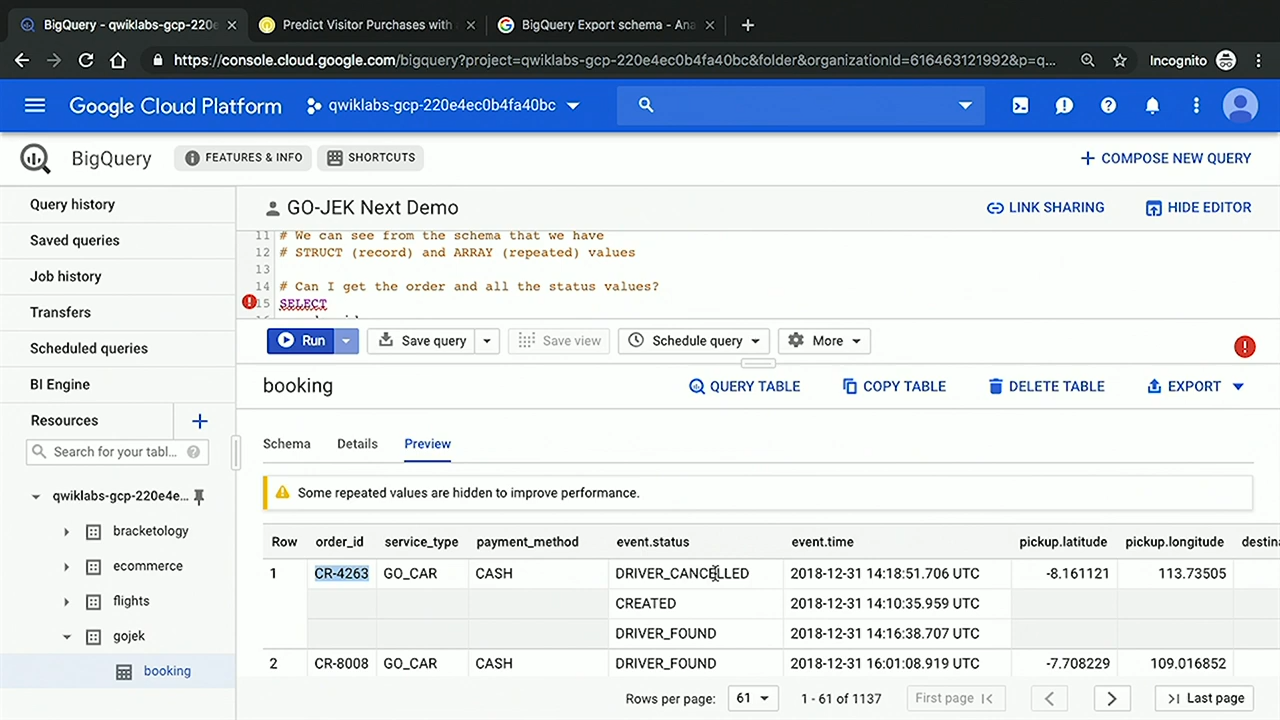 BigQuery - qwiklabs-gcp-220e
Predict Visitor Purchases with
BigQuery Export schema - Ana
https://console.cloud.google.com/bigquery?project=qwiklabs-gcp-220e4ec0b4fa40bc&folder&organizationId=616463121992&p=q...
Incognito
Google Cloud Platform
qwiklabs-gcp-220e4ec0b4fa40bc
BigQuery
FEATURES & INFO
SHORTCUTS
COMPOSE NEW QUERY
Query history
Saved queries
Job history
Transfers
Scheduled queries
BI Engine
Resources
Search for your tabl...
qwiklabs-gcp-220e4e...
bracketology
ecommerce
flights
gojek
booking
GO-JEK Next Demo
LINK SHARING
HIDE EDITOR
11 # We can see from the schema that we have
12 # STRUCT (record) and ARRAY (repeated) values
13
14 # Can I get the order and all the status values?
15 SELECT
Run
Save query
Save view
Schedule query
More
booking
QUERY TABLE
COPY TABLE
DELETE TABLE
EXPORT
Schema Details Preview
Some repeated values are hidden to improve performance.
Row order_id service_type payment_method event.status event.time pickup.latitude pickup.longitude destin
1 CR-4263 GO_CAR CASH DRIVER_CANCELLED 2018-12-31 14:18:51.706 UTC -8.161121 113.73505
CREATED 2018-12-31 14:10:35.959 UTC
DRIVER_FOUND 2018-12-31 14:16:38.707 UTC
2 CR-8008 GO_CAR CASH DRIVER_FOUND 2018-12-31 16:01:08.919 UTC -7.708229 109.016852
Rows per page: 61 1 - 61 of 1137 First page Last page